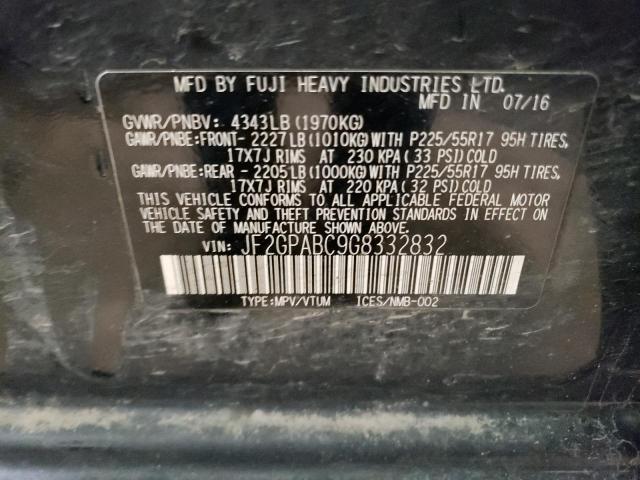 MFD BY FUJI HEAVY INDUSTRIES LTD.
MFD IN 07/16
GVWR/PNBV: 4343LB (1970KG)
GAWR/PNBE:FRONT- 2227LB (1010KG) WITH P225/55R17 95H TIRES,
17X7J RIMS AT 230 KPA (33 PSI) COLD
GAWR/PNBE:REAR - 2205LB (1000KG) WITH P225/55R17 95H TIRES,
17X7J RIMS AT 220 KPA (32 PSI) COLD
THIS VEHICLE CONFORMS TO ALL APPLICABLE FEDERAL MOTOR
VEHICLE SAFETY AND THEFT PREVENTION STANDARDS IN EFFECT ON
THE DATE OF MANUFACTURE SHOWN ABOVE.
VIN: JF2GPABC9G8332832
TYPE:MPV/VTUM ICES/NMB-002